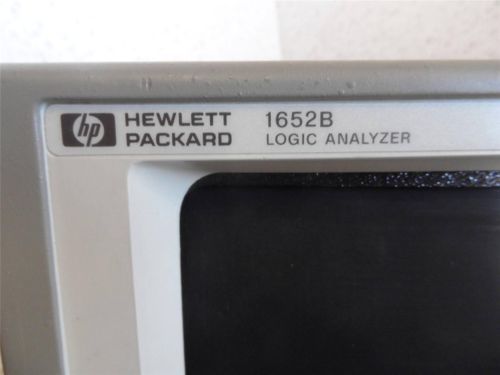 hp HEWLETT PACKARD 1652B
LOGIC ANALYZER